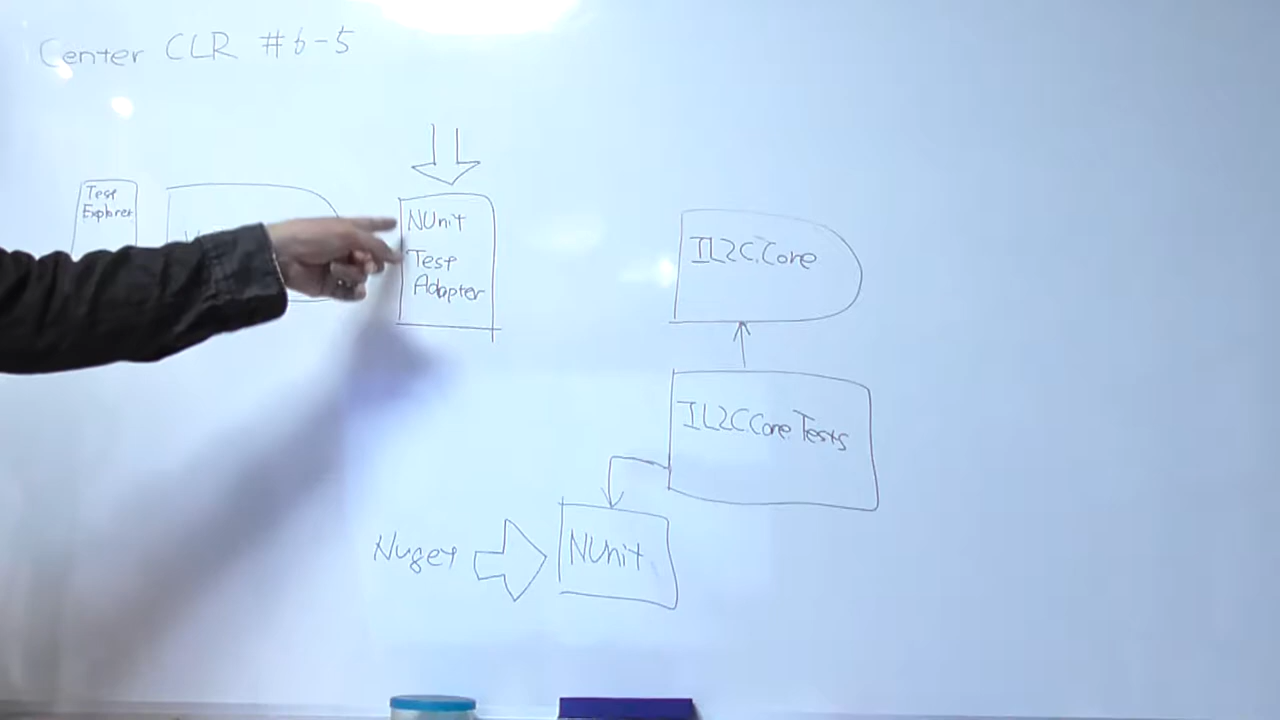 Center CLR #6-5
Test
Explorer
NUnit
Test
Adapter
IL2C.Core
IL2C.Core.Tests
Nuget
NUnit